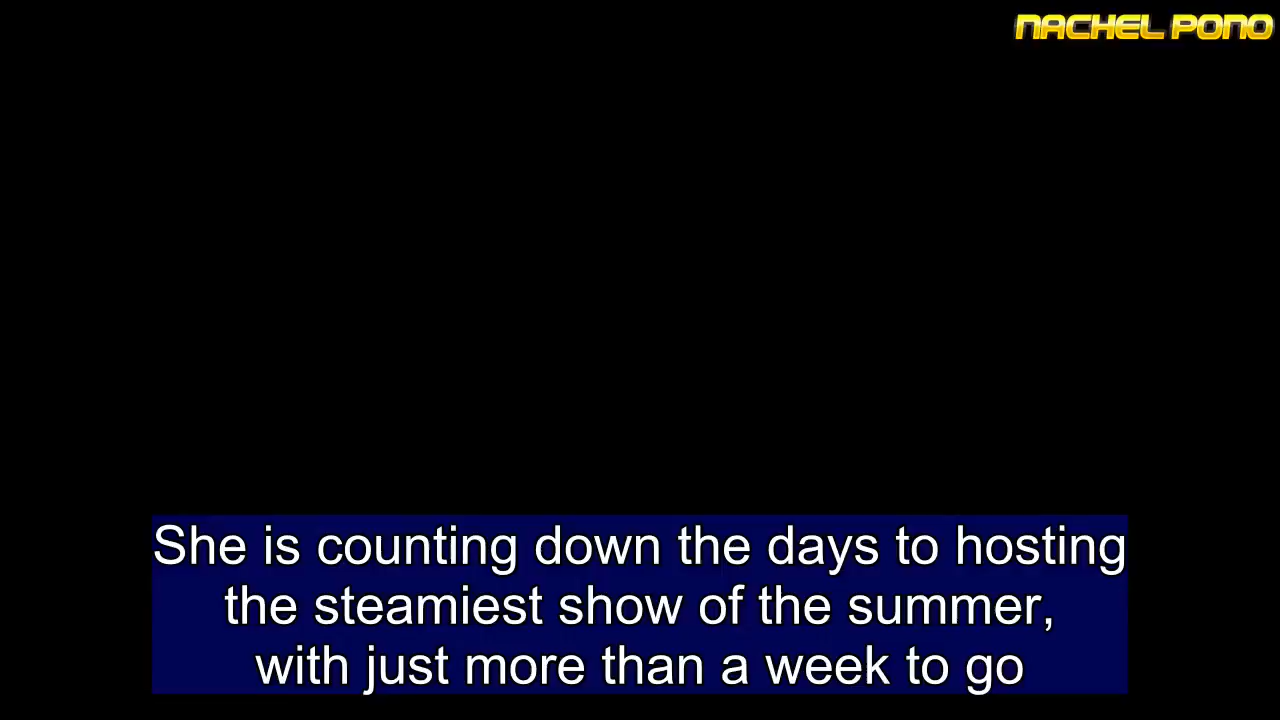 NACHEL PONO
She is counting down the days to hosting
the steamiest show of the summer,
with just more than a week to go